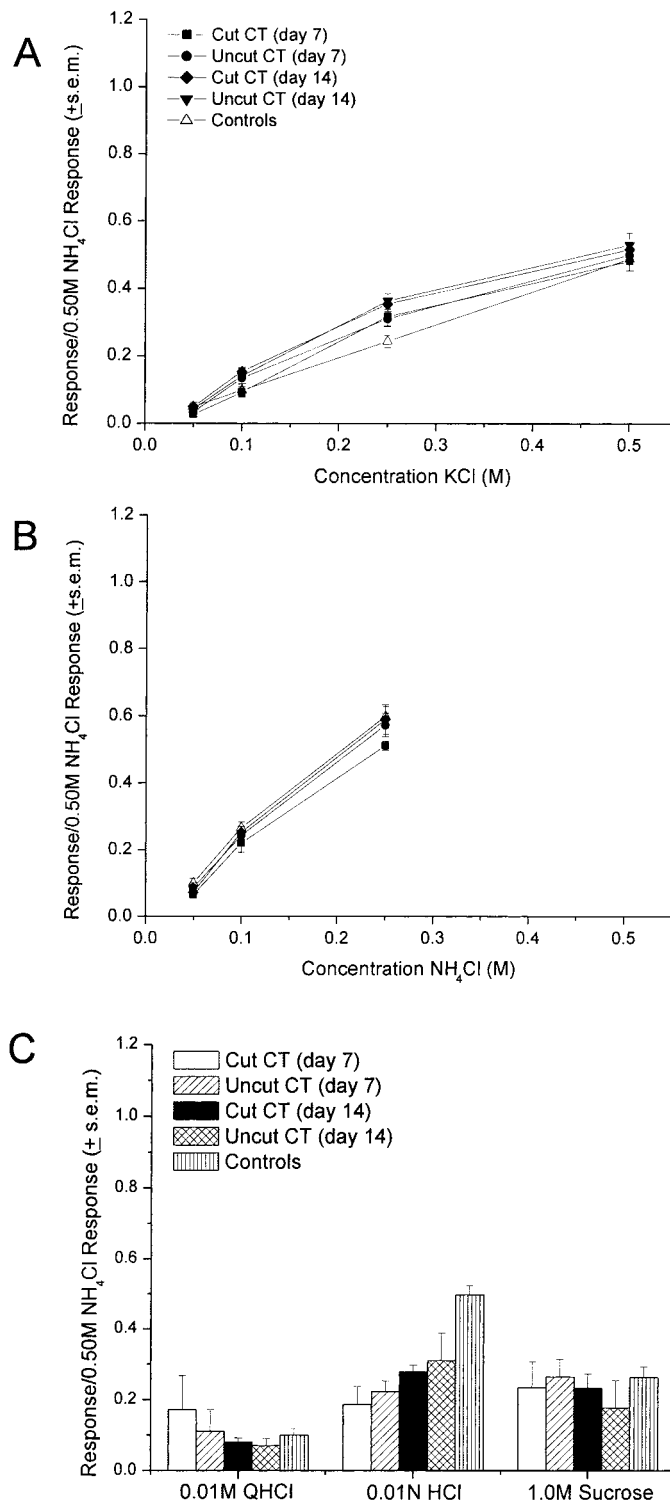 A
Cut CT (day 7)
Uncut CT (day 7)
Cut CT (day 14)
Uncut CT (day 14)
Controls
Response/0.50M NH₄Cl Response (±s.e.m.)
1.2
1.0
0.8
0.6
0.4
0.2
0.0
0.0 0.1 0.2 0.3 0.4 0.5
Concentration KCl (M)
B
Response/0.50M NH₄Cl Response (±s.e.m.)
1.2
1.0
0.8
0.6
0.4
0.2
0.0
0.0 0.1 0.2 0.3 0.4 0.5
Concentration NH₄Cl (M)
C
Cut CT (day 7)
Uncut CT (day 7)
Cut CT (day 14)
Uncut CT (day 14)
Controls
Response/0.50M NH₄Cl Response (± s.e.m.)
1.2
1.0
0.8
0.6
0.4
0.2
0.0
0.01M QHCl 0.01N HCl 1.0M Sucrose